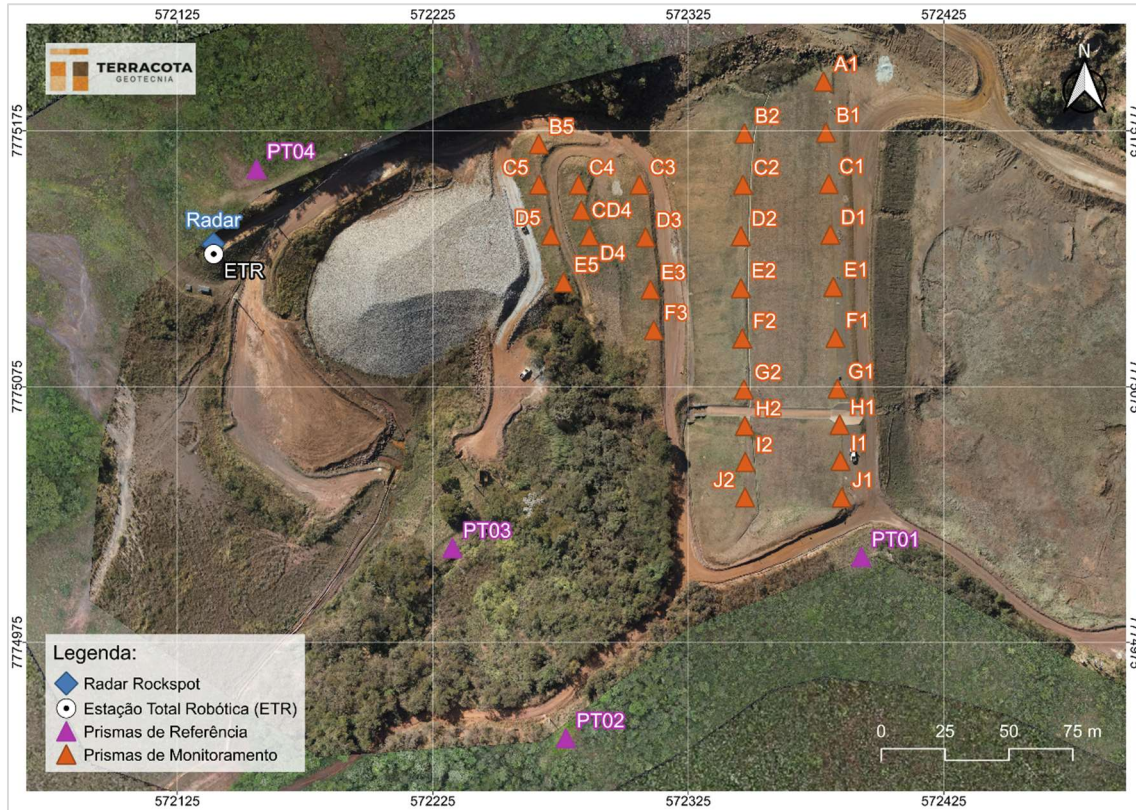 572125 572225 572325 572425
TERRACOTA
GEOTECNIA
N
A1
7775175 B2 B1 7775175
B5
PT04
C5 C4 C3 C2 C1
CD4
Radar
D5 D4 D3 D2 D1
ETR
E5 E3 E2 E1
F3 F2 F1
7775075 G2 G1 7775075
H2 H1
I2 I1
J2 J1
PT03 PT01
7774975 7774975
Legenda:
Radar Rockspot
Estação Total Robótica (ETR)
Prismas de Referência
Prismas de Monitoramento
PT02
0 25 50 75 m
572125 572225 572325 572425